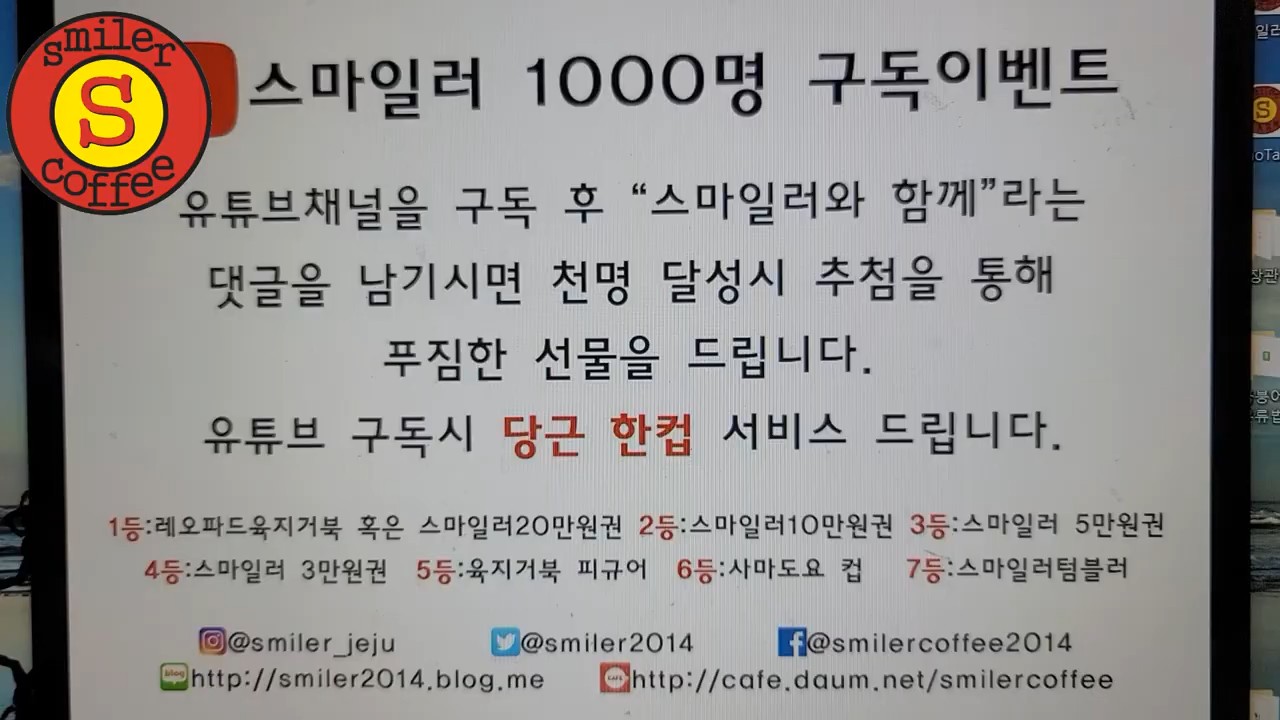 smiler
S
coffee
스마일러 1000명 구독이벤트
유튜브채널을 구독 후 “스마일러와 함께”라는
댓글을 남기시면 천명 달성시 추첨을 통해
푸짐한 선물을 드립니다.
유튜브 구독시 당근 한컵 서비스 드립니다.
1등:레오파드육지거북 혹은 스마일러20만원권 2등:스마일러10만원권 3등:스마일러 5만원권
4등:스마일러 3만원권 5등:육지거북 피규어 6등:사마도요 컵 7등:스마일러텀블러
@smiler_jeju @smiler2014 @smilercoffee2014
blog http://smiler2014.blog.me CAFE http://cafe.daum.net/smilercoffee